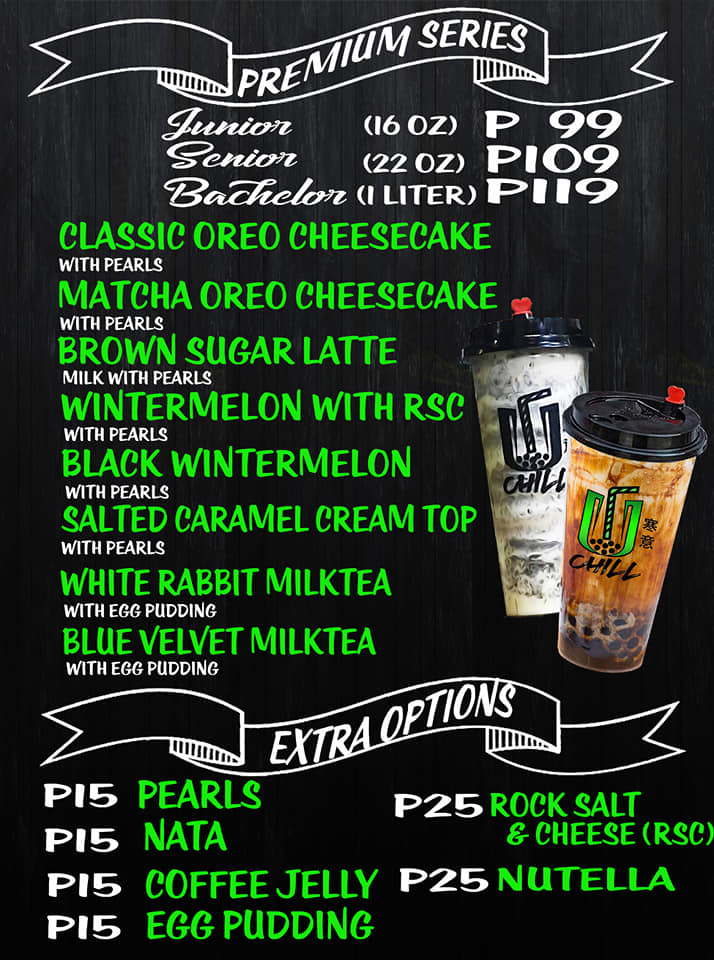 PREMIUM SERIES
Junior (16 OZ) P 99
Senior (22 OZ) P109
Bachelor (1 LITER) P119
CLASSIC OREO CHEESECAKE
WITH PEARLS
MATCHA OREO CHEESECAKE
WITH PEARLS
BROWN SUGAR LATTE
MILK WITH PEARLS
WINTERMELON WITH RSC
WITH PEARLS
BLACK WINTERMELON
WITH PEARLS
SALTED CARAMEL CREAM TOP
WITH PEARLS
WHITE RABBIT MILKTEA
WITH EGG PUDDING
BLUE VELVET MILKTEA
WITH EGG PUDDING
CHILL
寒意
CHILL
EXTRA OPTIONS
P15 PEARLS
P15 NATA
P15 COFFEE JELLY
P15 EGG PUDDING
P25 ROCK SALT
& CHEESE (RSC)
P25 NUTELLA